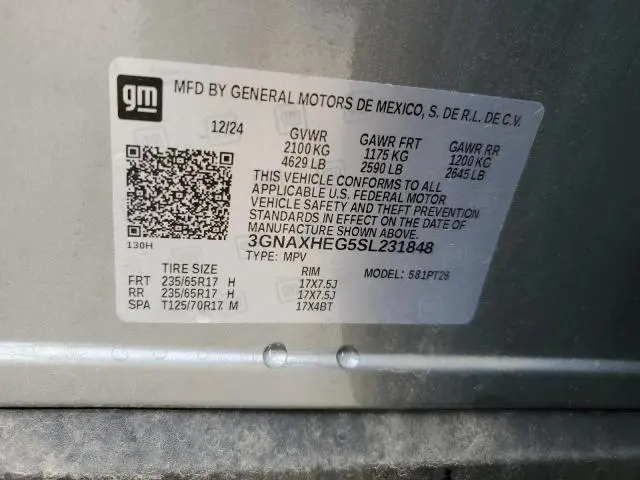 gm
MFD BY GENERAL MOTORS DE MEXICO, S. DE R.L. DE C.V.
12/24 GVWR GAWR FRT GAWR RR
2100 KG 1175 KG 1200 KG
4629 LB 2590 LB 2645 LB
THIS VEHICLE CONFORMS TO ALL
APPLICABLE U.S. FEDERAL MOTOR
VEHICLE SAFETY AND THEFT PREVENTION
STANDARDS IN EFFECT ON THE DATE OF
MANUFACTURE SHOWN ABOVE.
130H 3GNAXHEG5SL231848
TYPE: MPV MODEL: 581PT26
TIRE SIZE RIM
FRT 235/65R17 H 17X7.5J
RR 235/65R17 H 17X7.5J
SPA T125/70R17 M 17X4BT